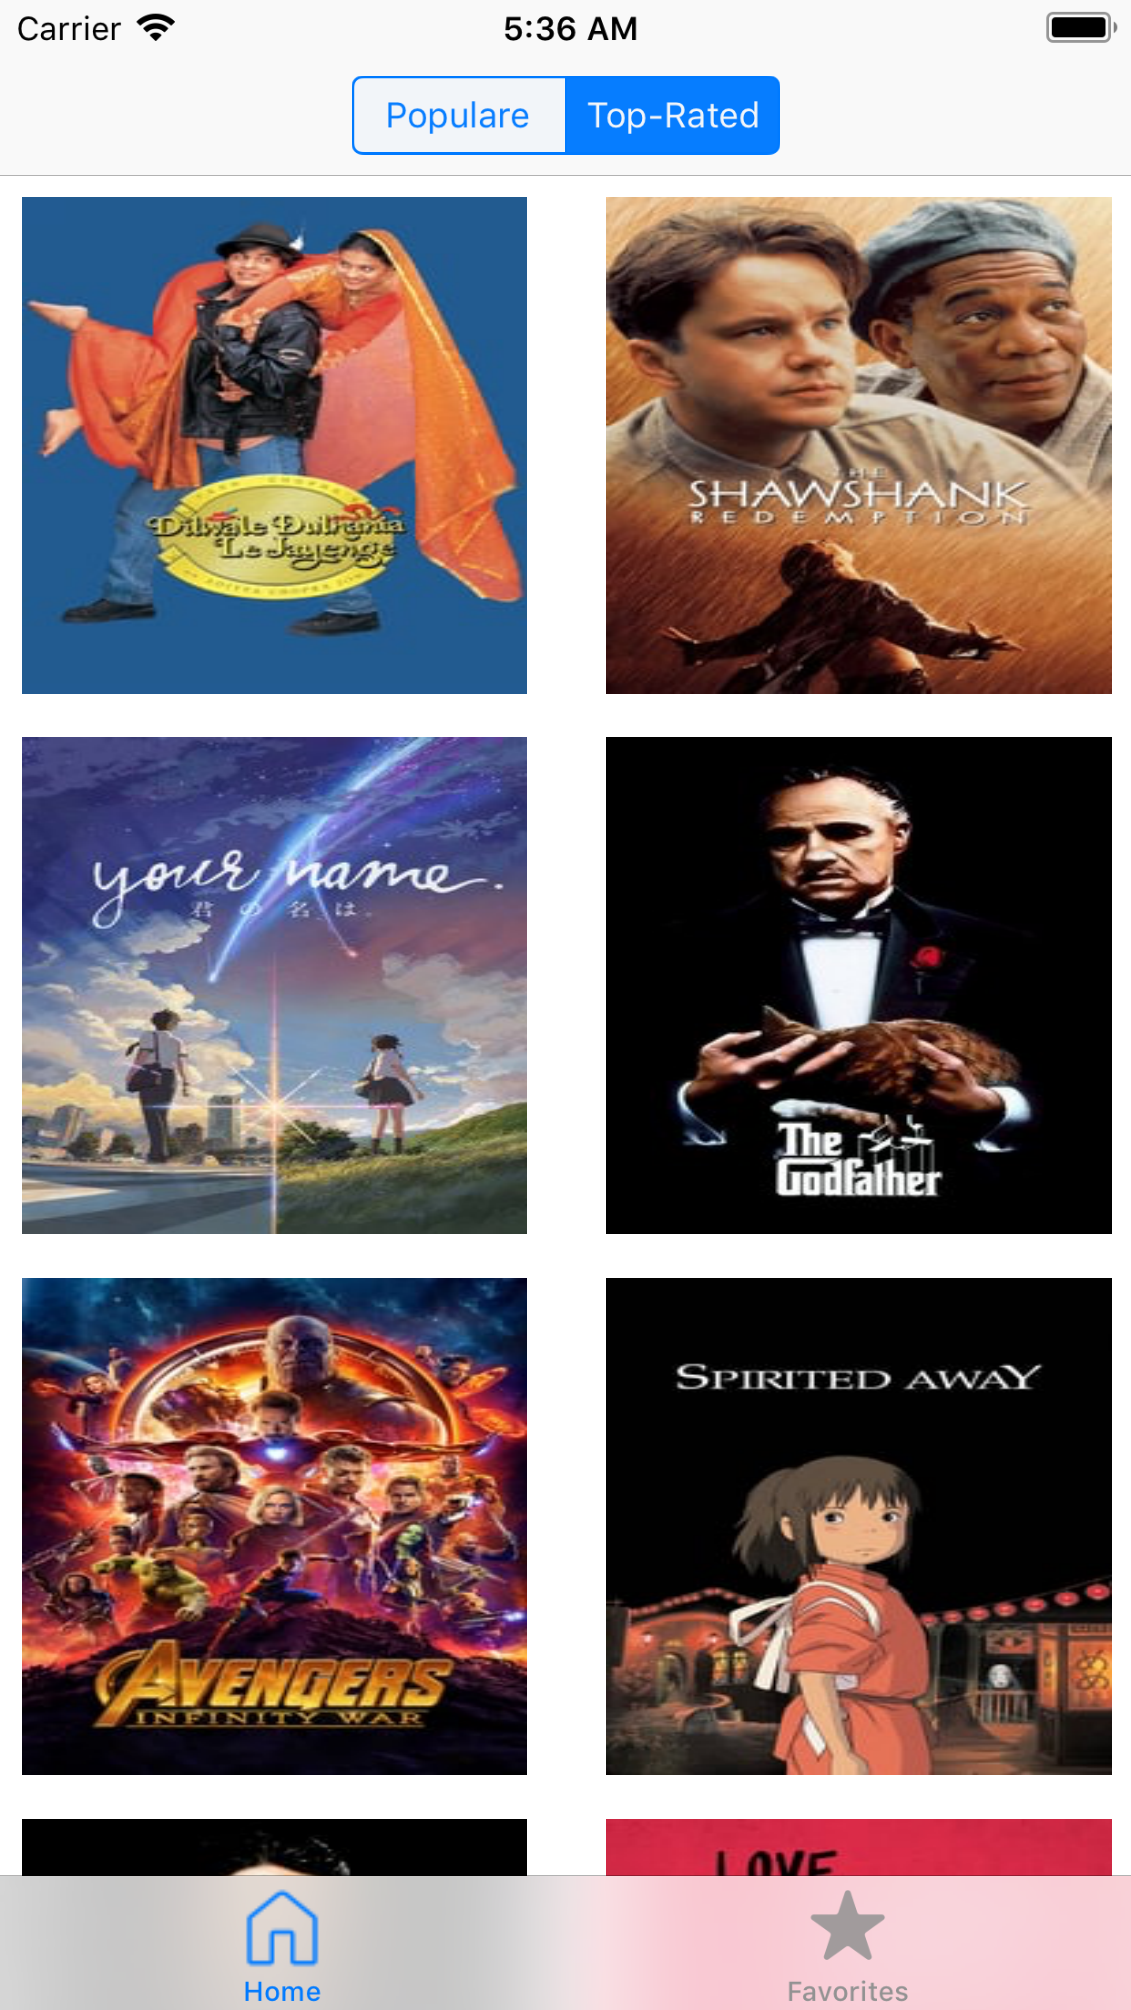 Carrier
5:36 AM
Populare
Top-Rated
Dilwale Dulhania
Le Jayenge
THE
SHAWSHANK
REDEMPTION
your name.
君の名は。
The
Godfather
SPIRITED AWAY
AVENGERS
INFINITY WAR
LOVE
Home
Favorites